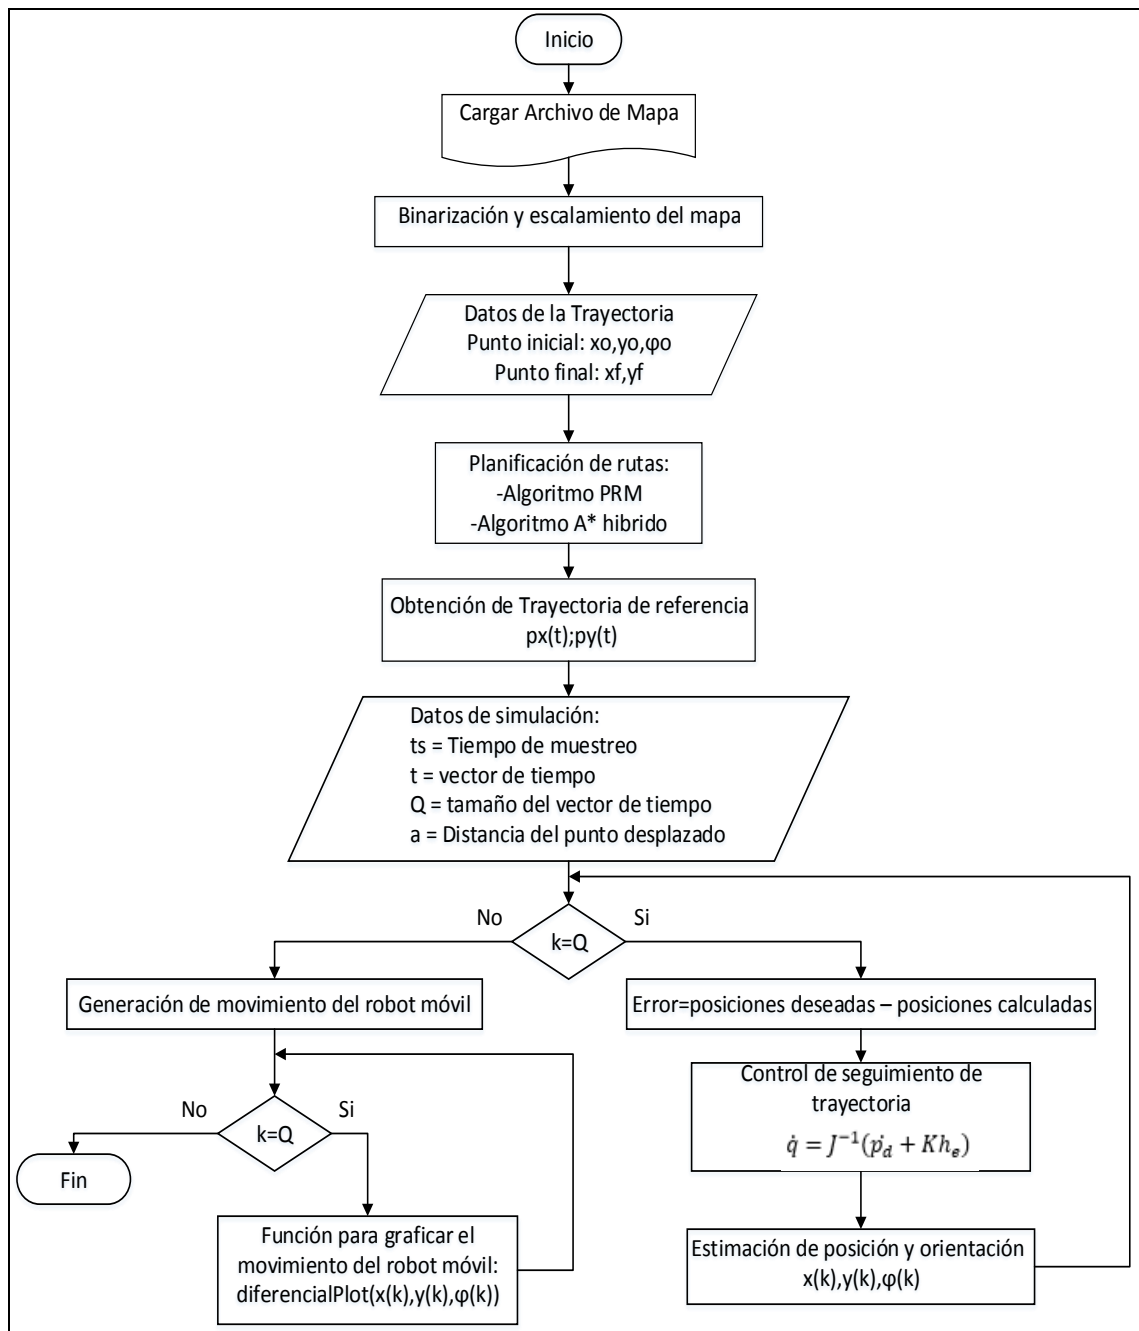 Inicio
Cargar Archivo de Mapa
Binarización y escalamiento del mapa
Datos de la Trayectoria
Punto inicial: xo,yo,φo
Punto final: xf,yf
Planificación de rutas:
-Algoritmo PRM
-Algoritmo A* hibrido
Obtención de Trayectoria de referencia
px(t);py(t)
Datos de simulación:
ts = Tiempo de muestreo
t = vector de tiempo
Q = tamaño del vector de tiempo
a = Distancia del punto desplazado
No
Si
k=Q
Generación de movimiento del robot móvil
No
Si
k=Q
Fin
Función para graficar el
movimiento del robot móvil:
diferencialPlot(x(k),y(k),φ(k))
Error=posiciones deseadas – posiciones calculadas
Control de seguimiento de
trayectoria
q̇ = J⁻¹(ṗ_d + Kh_e)
Estimación de posición y orientación
x(k),y(k),φ(k)